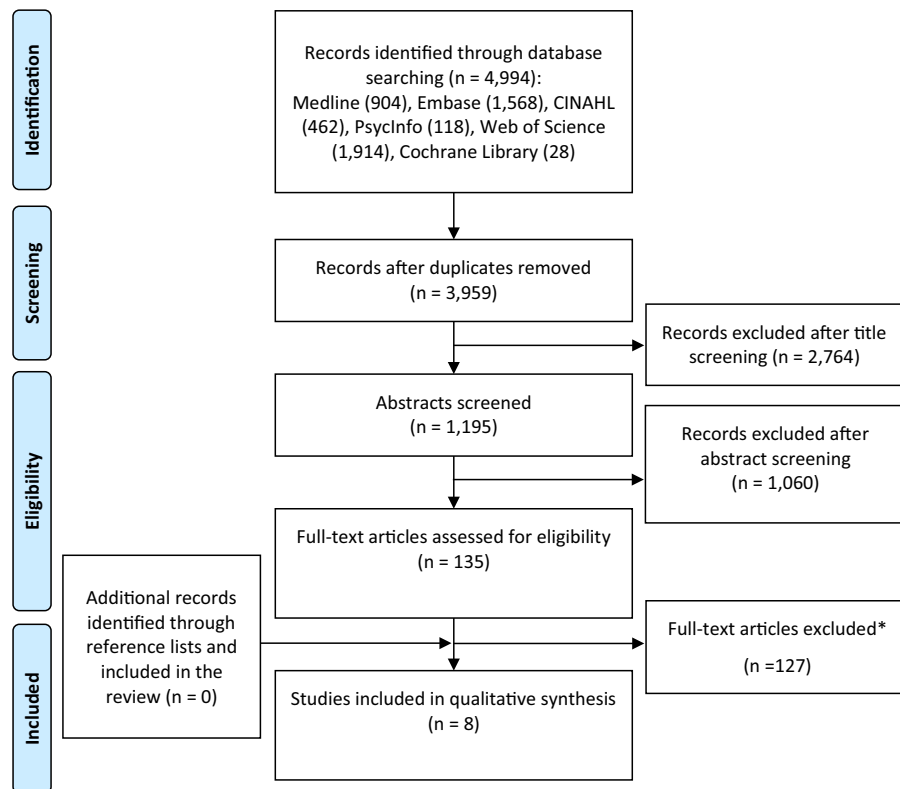 Identification
Records identified through database
searching (n = 4,994):
Medline (904), Embase (1,568), CINAHL
(462), PsycInfo (118), Web of Science
(1,914), Cochrane Library (28)
Screening
Records after duplicates removed
(n = 3,959)
Records excluded after title
screening (n = 2,764)
Eligibility
Abstracts screened
(n = 1,195)
Records excluded after
abstract screening
(n = 1,060)
Full-text articles assessed for eligibility
(n = 135)
Additional records
identified through
reference lists and
included in the
review (n = 0)
Full-text articles excluded*
(n =127)
Included
Studies included in qualitative synthesis
(n = 8)